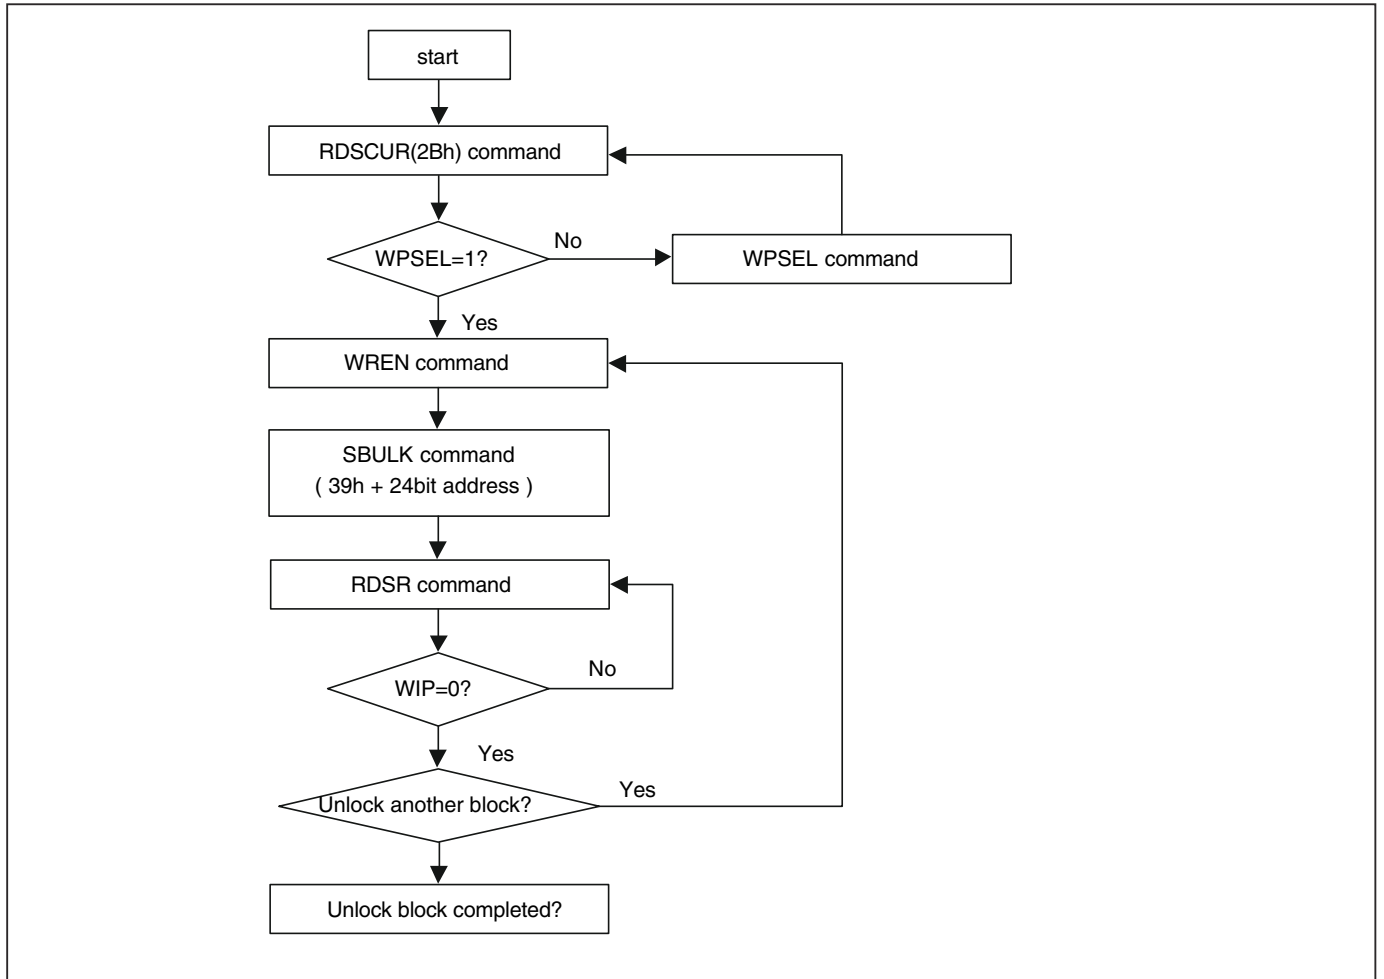 start
RDSCUR(2Bh) command
WPSEL=1?
No
WPSEL command
Yes
WREN command
SBULK command
( 39h + 24bit address )
RDSR command
WIP=0?
No
Yes
Unlock another block?
Yes
Unlock block completed?